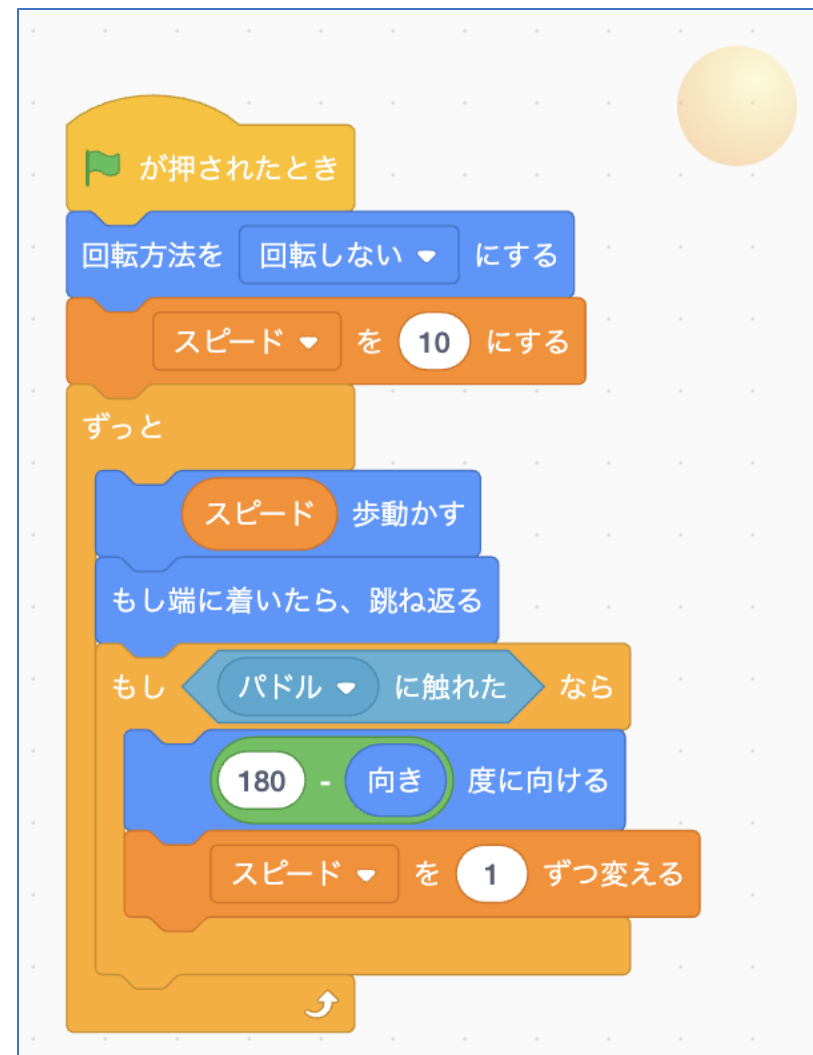 が押されたとき
回転方法を 回転しない にする
スピード を 10 にする
ずっと
スピード 歩動かす
もし端に着いたら、跳ね返る
もし パドル に触れた なら
180 - 向き 度に向ける
スピード を 1 ずつ変える